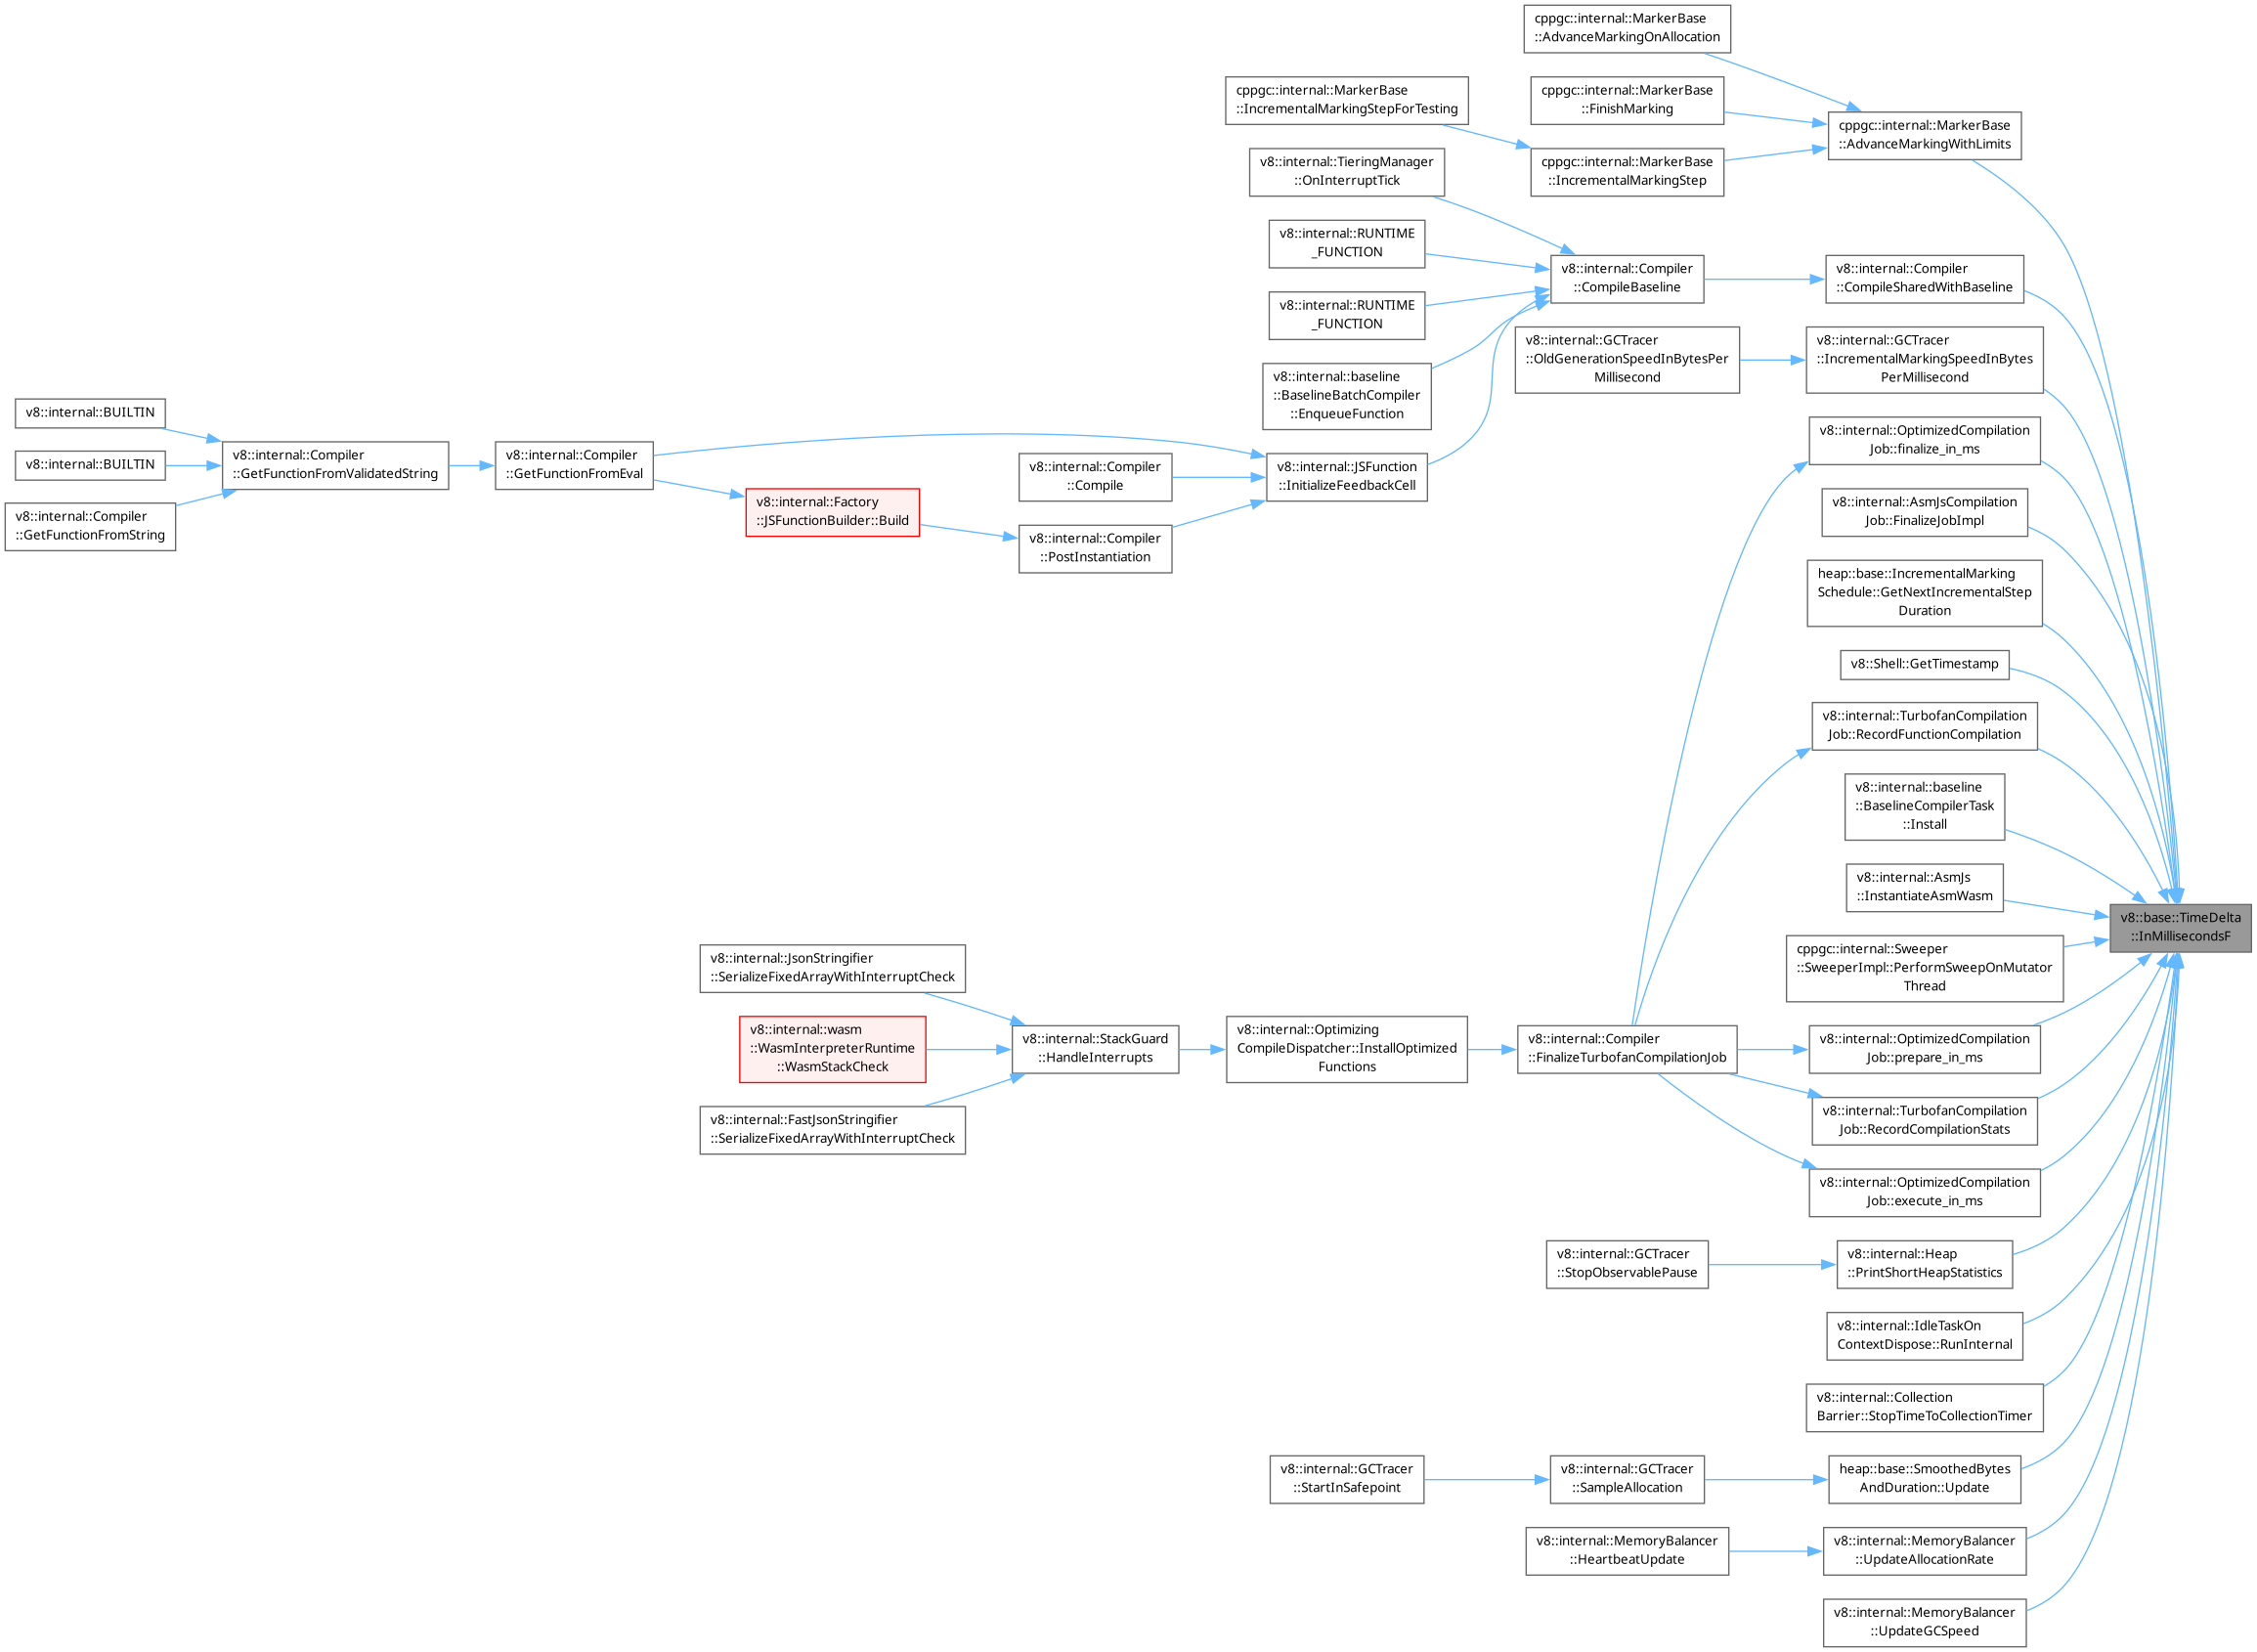 cppgc::internal::MarkerBase
::AdvanceMarkingOnAllocation
cppgc::internal::MarkerBase
::IncrementalMarkingStepForTesting
cppgc::internal::MarkerBase
::FinishMarking
cppgc::internal::MarkerBase
::AdvanceMarkingWithLimits
v8::internal::TieringManager
::OnInterruptTick
cppgc::internal::MarkerBase
::IncrementalMarkingStep
v8::internal::RUNTIME
_FUNCTION
v8::internal::Compiler
::CompileBaseline
v8::internal::Compiler
::CompileSharedWithBaseline
v8::internal::RUNTIME
_FUNCTION
v8::internal::GCTracer
::OldGenerationSpeedInBytesPer
Millisecond
v8::internal::GCTracer
::IncrementalMarkingSpeedInBytes
PerMillisecond
v8::internal::baseline
::BaselineBatchCompiler
::EnqueueFunction
v8::internal::BUILTIN
v8::internal::BUILTIN
v8::internal::Compiler
::GetFunctionFromString
v8::internal::Compiler
::GetFunctionFromValidatedString
v8::internal::Compiler
::GetFunctionFromEval
v8::internal::Factory
::JSFunctionBuilder::Build
v8::internal::Compiler
::Compile
v8::internal::Compiler
::PostInstantiation
v8::internal::JSFunction
::InitializeFeedbackCell
v8::internal::OptimizedCompilation
Job::finalize_in_ms
v8::internal::AsmJsCompilation
Job::FinalizeJobImpl
heap::base::IncrementalMarking
Schedule::GetNextIncrementalStep
Duration
v8::Shell::GetTimestamp
v8::internal::TurbofanCompilation
Job::RecordFunctionCompilation
v8::internal::baseline
::BaselineCompilerTask
::Install
v8::internal::AsmJs
::InstantiateAsmWasm
v8::base::TimeDelta
::InMillisecondsF
cppgc::internal::Sweeper
::SweeperImpl::PerformSweepOnMutator
Thread
v8::internal::JsonStringifier
::SerializeFixedArrayWithInterruptCheck
v8::internal::wasm
::WasmInterpreterRuntime
::WasmStackCheck
v8::internal::FastJsonStringifier
::SerializeFixedArrayWithInterruptCheck
v8::internal::StackGuard
::HandleInterrupts
v8::internal::Optimizing
CompileDispatcher::InstallOptimized
Functions
v8::internal::Compiler
::FinalizeTurbofanCompilationJob
v8::internal::OptimizedCompilation
Job::prepare_in_ms
v8::internal::TurbofanCompilation
Job::RecordCompilationStats
v8::internal::OptimizedCompilation
Job::execute_in_ms
v8::internal::GCTracer
::StopObservablePause
v8::internal::Heap
::PrintShortHeapStatistics
v8::internal::IdleTaskOn
ContextDispose::RunInternal
v8::internal::Collection
Barrier::StopTimeToCollectionTimer
v8::internal::GCTracer
::StartInSafepoint
v8::internal::GCTracer
::SampleAllocation
heap::base::SmoothedBytes
AndDuration::Update
v8::internal::MemoryBalancer
::HeartbeatUpdate
v8::internal::MemoryBalancer
::UpdateAllocationRate
v8::internal::MemoryBalancer
::UpdateGCSpeed